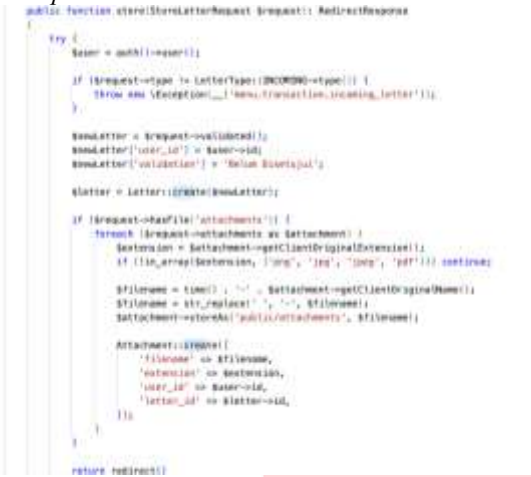 public function store(StoreLetterRequest $request): RedirectResponse
{
try {
$user = auth()->user();
if ($request->type != LetterType::INCOMING->type()) {
throw new \Exception(__('menu.transaction.incoming_letter'));
}
$newLetter = $request->validated();
$newLetter['user_id'] = $user->id;
$newLetter['validation'] = 'Belum Disetujui';
$letter = Letter::create($newLetter);
if ($request->hasFile('attachments')) {
foreach ($request->attachments as $attachment) {
$extension = $attachment->getClientOriginalExtension();
if (!in_array($extension, ['png', 'jpg', 'jpeg', 'pdf'])) continue;
$filename = time() . '-' . $attachment->getClientOriginalName();
$filename = str_replace(' ', '-', $filename);
$attachment->storeAs('public/attachments', $filename);
Attachment::create([
'filename' => $filename,
'extension' => $extension,
'user_id' => $user->id,
'letter_id' => $letter->id,
]);
}
}
return redirect()